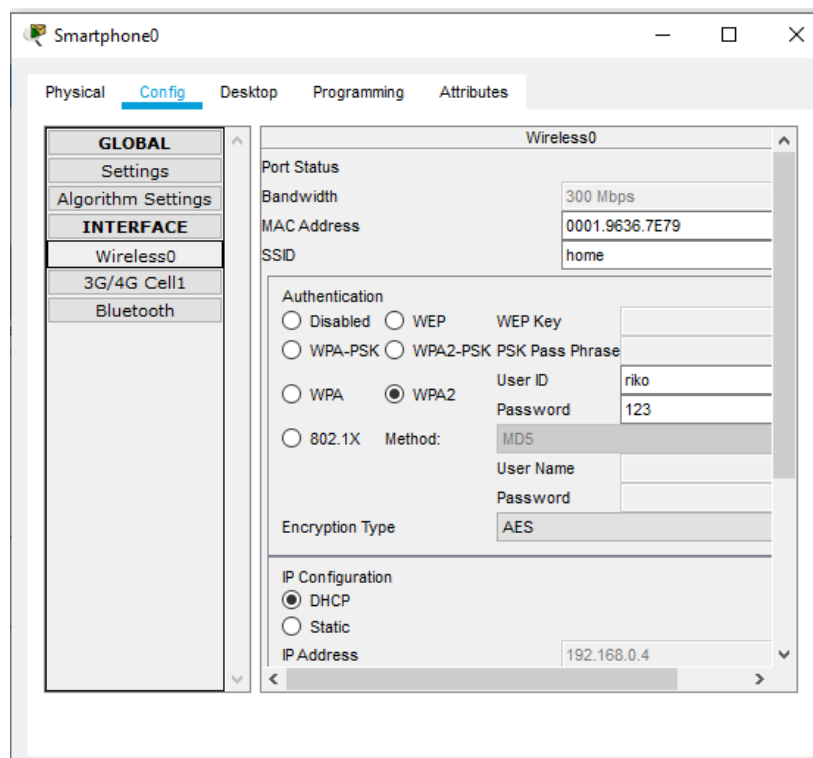 Smartphone0
Physical Config Desktop Programming Attributes
GLOBAL
Settings
Algorithm Settings
INTERFACE
Wireless0
3G/4G Cell1
Bluetooth
Wireless0
Port Status
Bandwidth 300 Mbps
MAC Address 0001.9636.7E79
SSID home
Authentication
Disabled WEP WEP Key
WPA-PSK WPA2-PSK PSK Pass Phrase
WPA WPA2 User ID riko
Password 123
802.1X Method: MD5
User Name
Password
Encryption Type AES
IP Configuration
DHCP
Static
IP Address 192.168.0.4